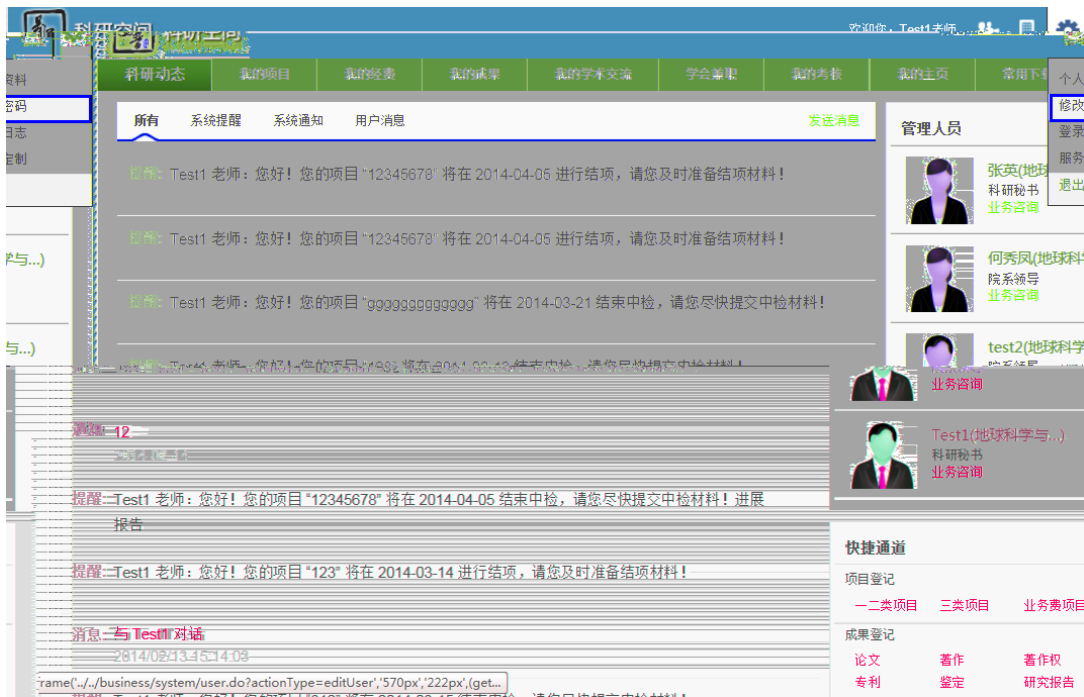 科研空间
科研空间
欢迎您，Test1老师
资料
密码
日志
定制
科研动态 我的项目 我的经费 我的成果 我的学术交流 学会兼职 我的考核 我的主页 常用下
个人
修改
登录
服务
退出
所有 系统提醒 系统通知 用户消息 发送消息
提醒: Test1 老师：您好！您的项目 "12345678" 将在 2014-04-05 进行结项，请您及时准备结项材料！
提醒: Test1 老师：您好！您的项目 "12345678" 将在 2014-04-05 进行结项，请您及时准备结项材料！
提醒: Test1 老师：您好！您的项目 "gggggggggggggg" 将在 2014-03-21 结束中检，请您尽快提交中检材料！
管理人员
张英(地球
科研秘书
业务咨询
何秀凤(地球科学
院系领导
业务咨询
test2(地球科学
业务咨询
Test1(地球科学与...)
科研秘书
业务咨询
学与...)
与...)
12
提醒: Test1 老师：您好！您的项目 "12345678" 将在 2014-04-05 结束中检，请您尽快提交中检材料！进展
报告
提醒: Test1 老师：您好！您的项目 "123" 将在 2014-03-14 进行结项，请您及时准备结项材料！
消息: 与 Test1 对话
2014/02/13 15:14:03
快捷通道
项目登记
一二类项目 三类项目 业务费项目
成果登记
论文 著作 著作权
专利 鉴定 研究报告
rame('../../business/system/user.do?actionType=editUser','570px','222px',(get...